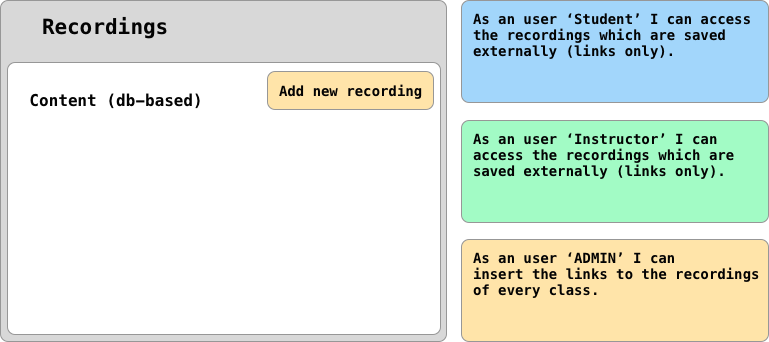 Recordings
Content (db-based)
Add new recording
As an user ‘Student’ I can access
the recordings which are saved
externally (links only).
As an user ‘Instructor’ I can
access the recordings which are
saved externally (links only).
As an user ‘ADMIN’ I can
insert the links to the recordings
of every class.